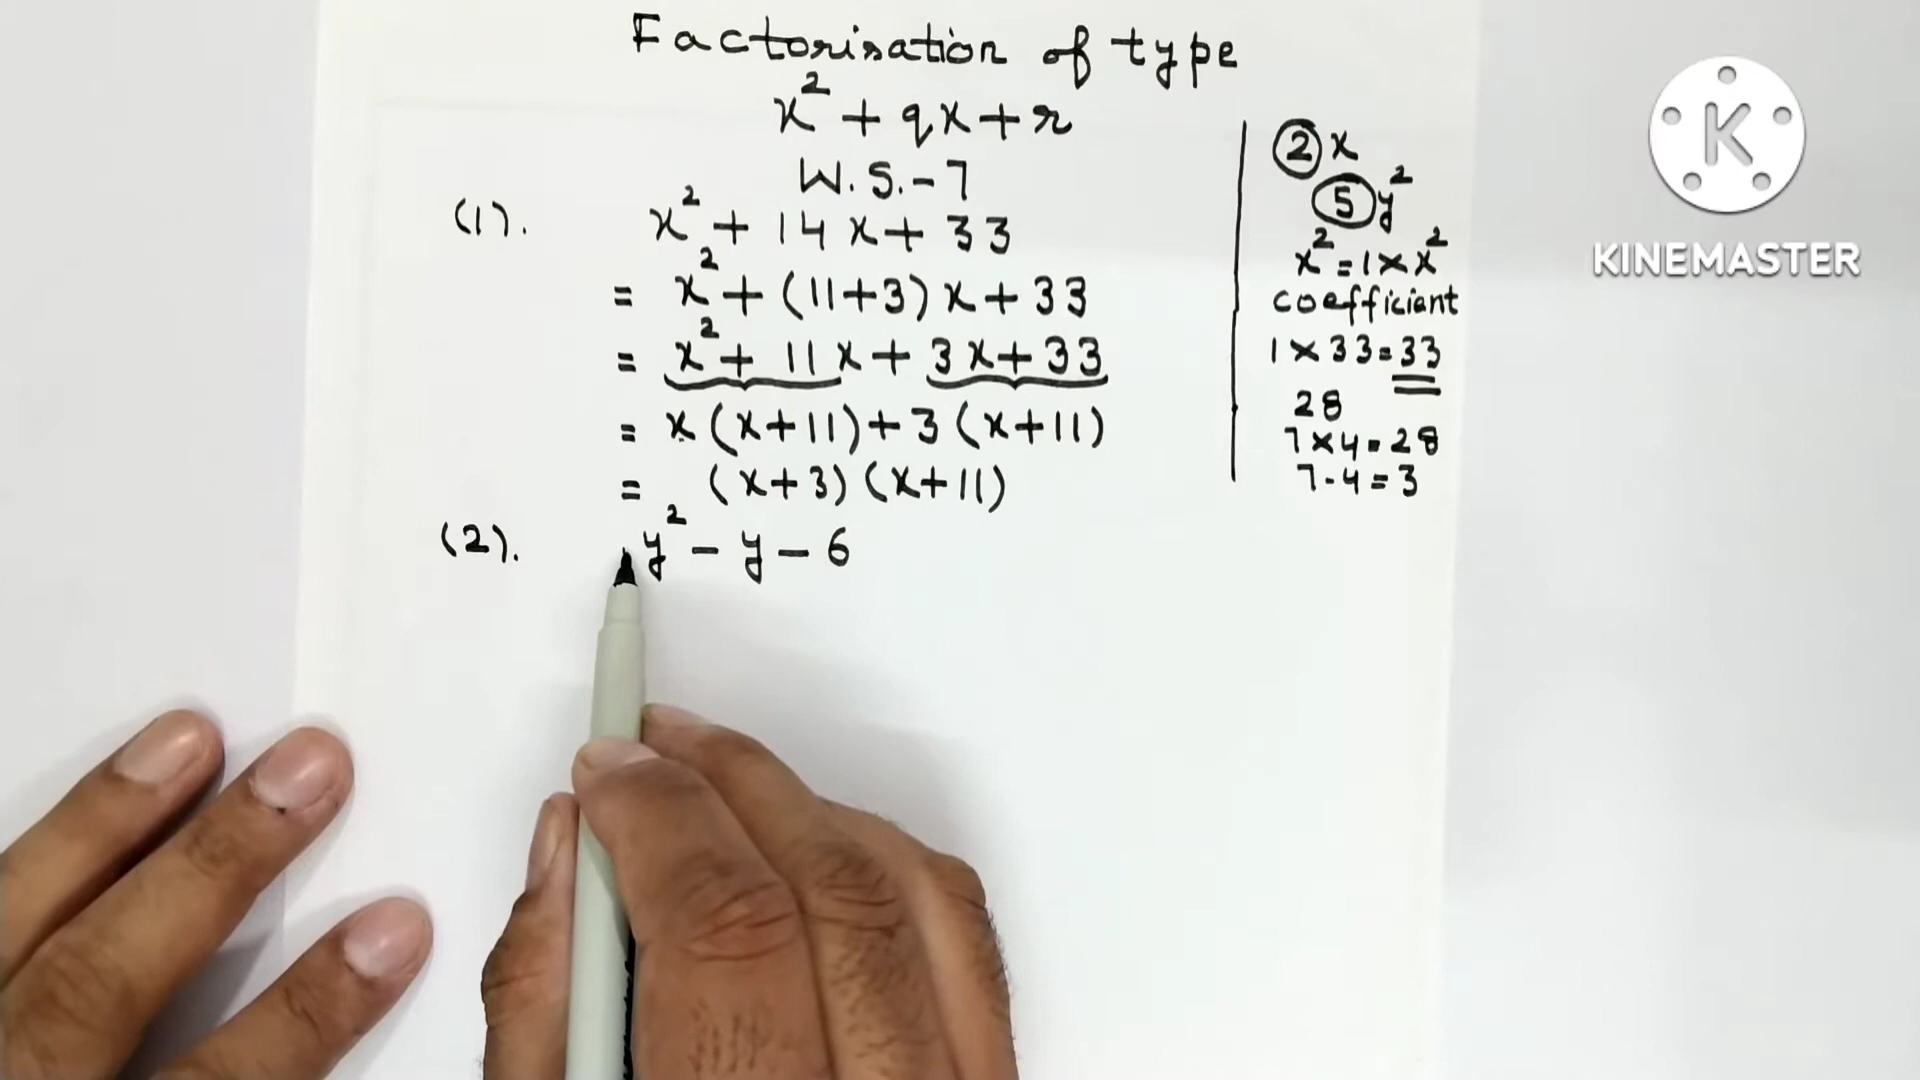 Factorisation of type
x² + qx + r
W.S.-7
(1). x² + 14x + 33
= x² + (11+3)x + 33
= x² + 11x + 3x + 33
= x(x+11) + 3(x+11)
= (x+3)(x+11)
(2). y² - y - 6
2x
5y²
x² = 1 × x²
coefficient
1 × 33 = 33
28
7 × 4 = 28
7 - 4 = 3
K
KINEMASTER